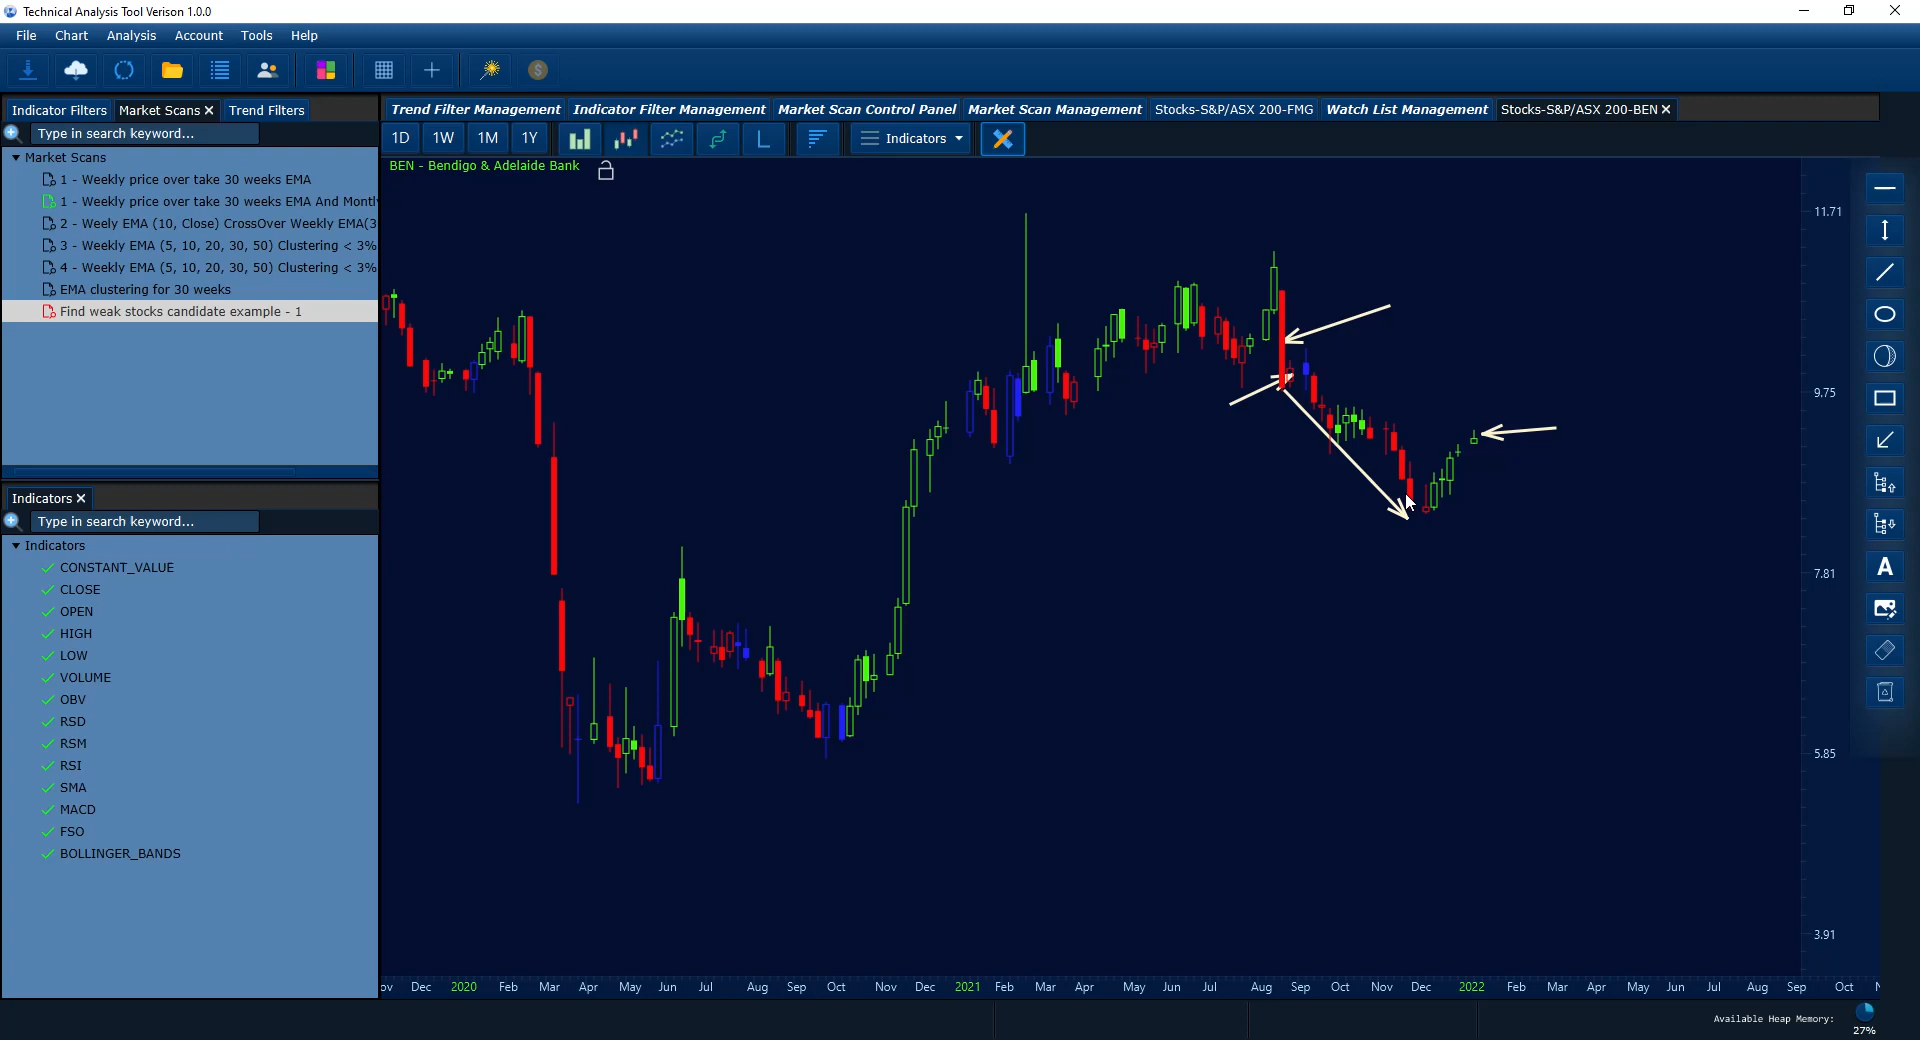 Technical Analysis Tool Verison 1.0.0
File Chart Analysis Account Tools Help
Indicator Filters Market Scans Trend Filters
Type in search keyword...
Market Scans
1 - Weekly price over take 30 weeks EMA
1 - Weekly price over take 30 weeks EMA And Montl
2 - Weely EMA (10, Close) CrossOver Weekly EMA(3
3 - Weekly EMA (5, 10, 20, 30, 50) Clustering < 3%
4 - Weekly EMA (5, 10, 20, 30, 50) Clustering < 3%
EMA clustering for 30 weeks
Find weak stocks candidate example - 1
Indicators
Type in search keyword...
Indicators
CONSTANT_VALUE
CLOSE
OPEN
HIGH
LOW
VOLUME
OBV
RSD
RSM
RSI
SMA
MACD
FSO
BOLLINGER_BANDS
Trend Filter Management Indicator Filter Management Market Scan Control Panel Market Scan Management Stocks-S&P/ASX 200-FMG Watch List Management Stocks-S&P/ASX 200-BEN
1D 1W 1M 1Y Indicators
BEN - Bendigo & Adelaide Bank
11.71
9.75
7.81
5.85
3.91
A
ov Dec 2020 Feb Mar Apr May Jun Jul Aug Sep Oct Nov Dec 2021 Feb Mar Apr May Jun Jul Aug Sep Oct Nov Dec 2022 Feb Mar Apr May Jun Jul Aug Sep Oct
Available Heap Memory:
27%